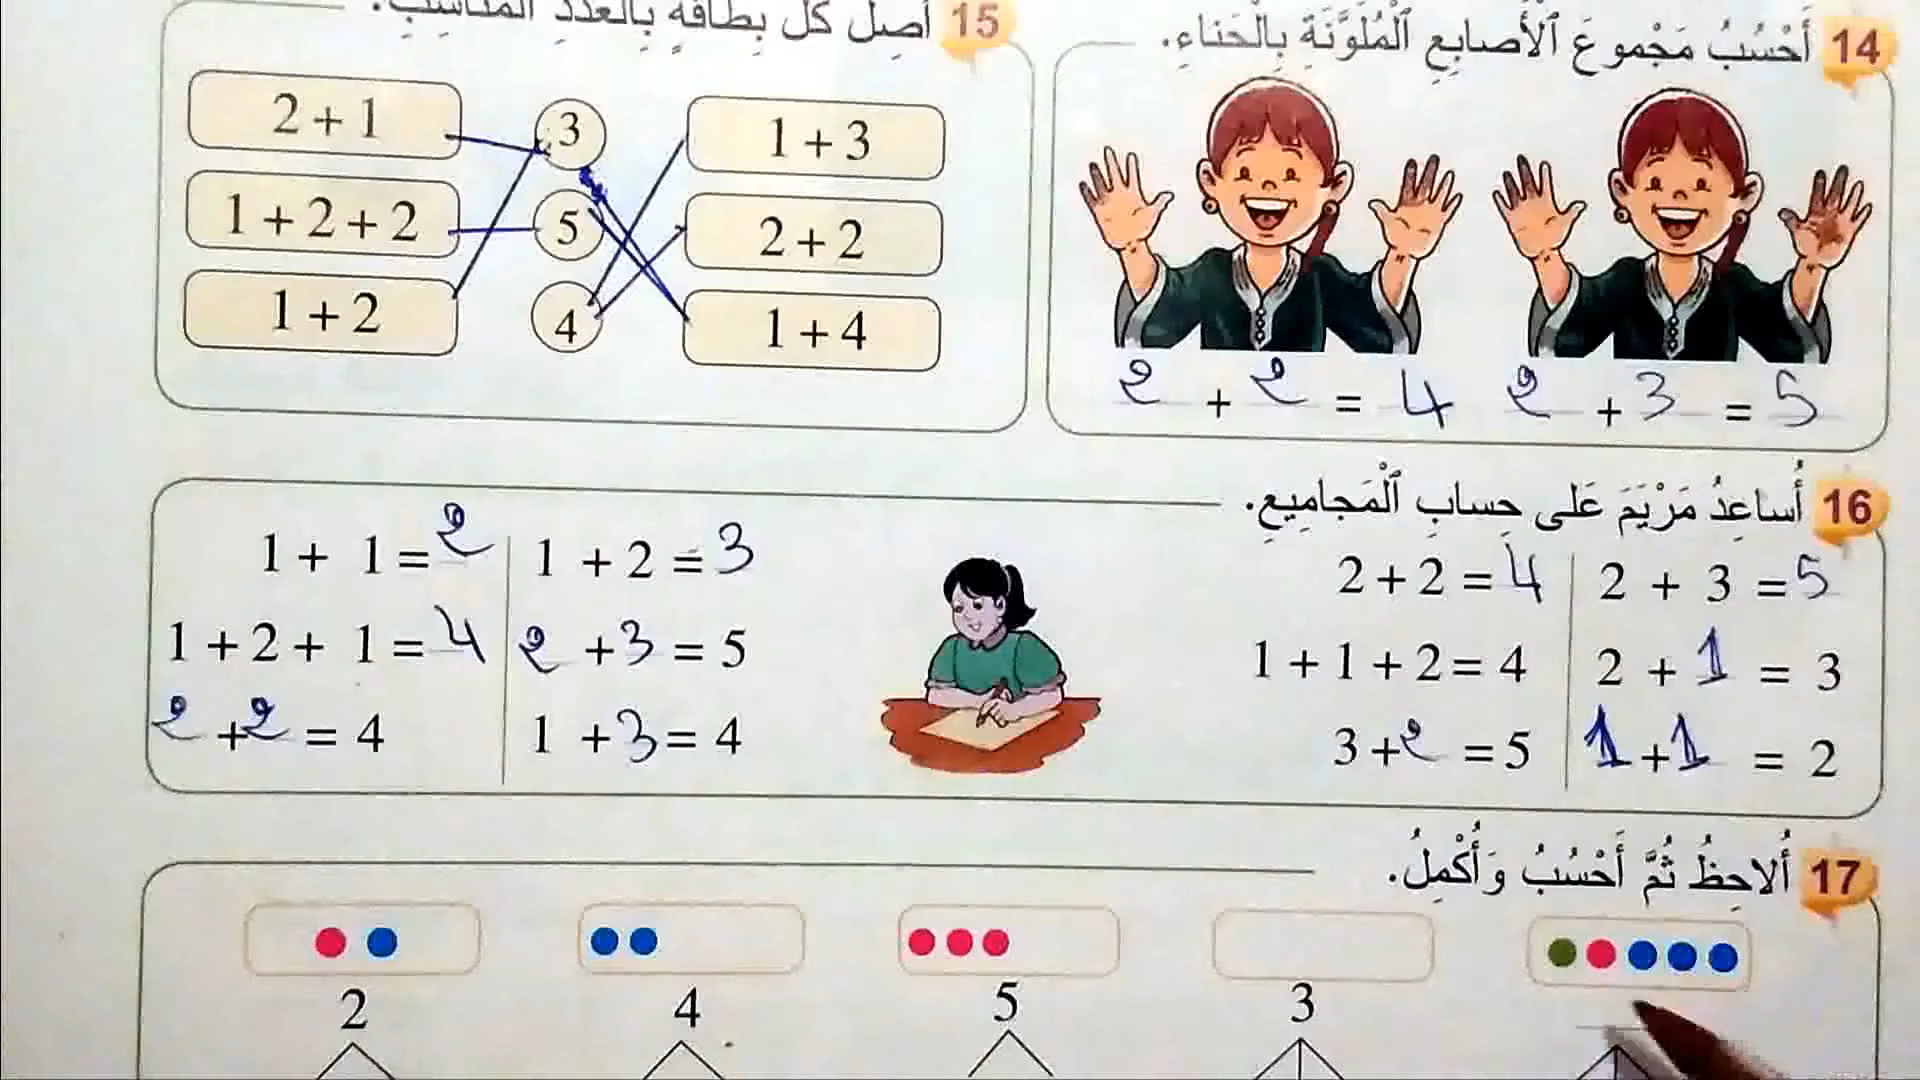 14 أَحْسُبُ مَجْموعَ ٱلْأَصابِعِ ٱلْمُلَوَّنَةِ بِالْحَناءِ.
2 + 2 = 4
2 + 3 = 5
15 أَصِلُ كُلَّ بِطاقَةٍ بِالْعَدَدِ الْمُناسِبِ.
2 + 1
3
1 + 3
1 + 2 + 2
5
2 + 2
1 + 2
4
1 + 4
16 أُساعِدُ مَرْيَمَ عَلى حِسابِ ٱلْمَجاميعِ.
1 + 1 = 2
1 + 2 = 3
2 + 2 = 4
2 + 3 = 5
1 + 2 + 1 = 4
2 + 3 = 5
1 + 1 + 2 = 4
2 + 1 = 3
2 + 2 = 4
1 + 3 = 4
3 + 2 = 5
1 + 1 = 2
17 أُلاحِظُ ثُمَّ أَحْسُبُ وَأُكْمِلُ.
2 4 5 3